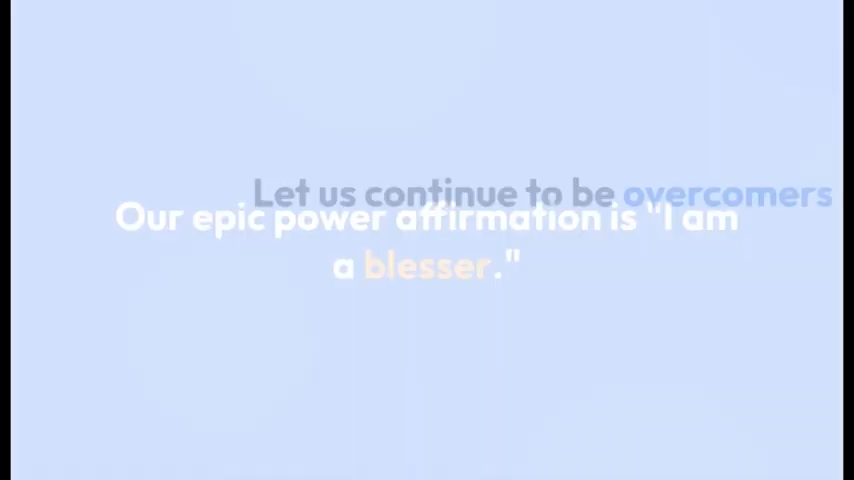 Let us continue to be overcomers
Our epic power affirmation is "I am
a blesser."